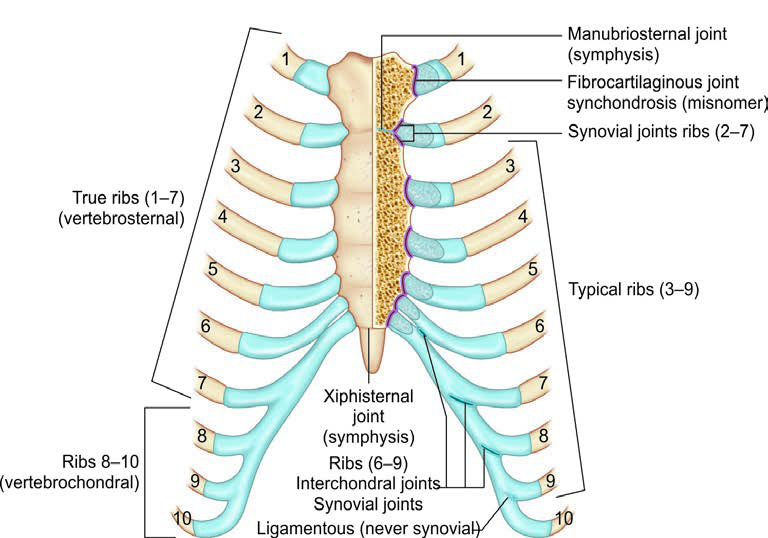 Manubriosternal joint
(symphysis)
Fibrocartilaginous joint
synchondrosis (misnomer)
Synovial joints ribs (2–7)
1
1
2
2
3
3
True ribs (1–7)
(vertebrosternal)
4
4
5
5
Typical ribs (3–9)
6
6
7
7
Xiphisternal
joint
(symphysis)
8
8
Ribs 8–10
(vertebrochondral)
Ribs (6–9)
Interchondral joints
Synovial joints
9
9
10
10
Ligamentous (never synovial)